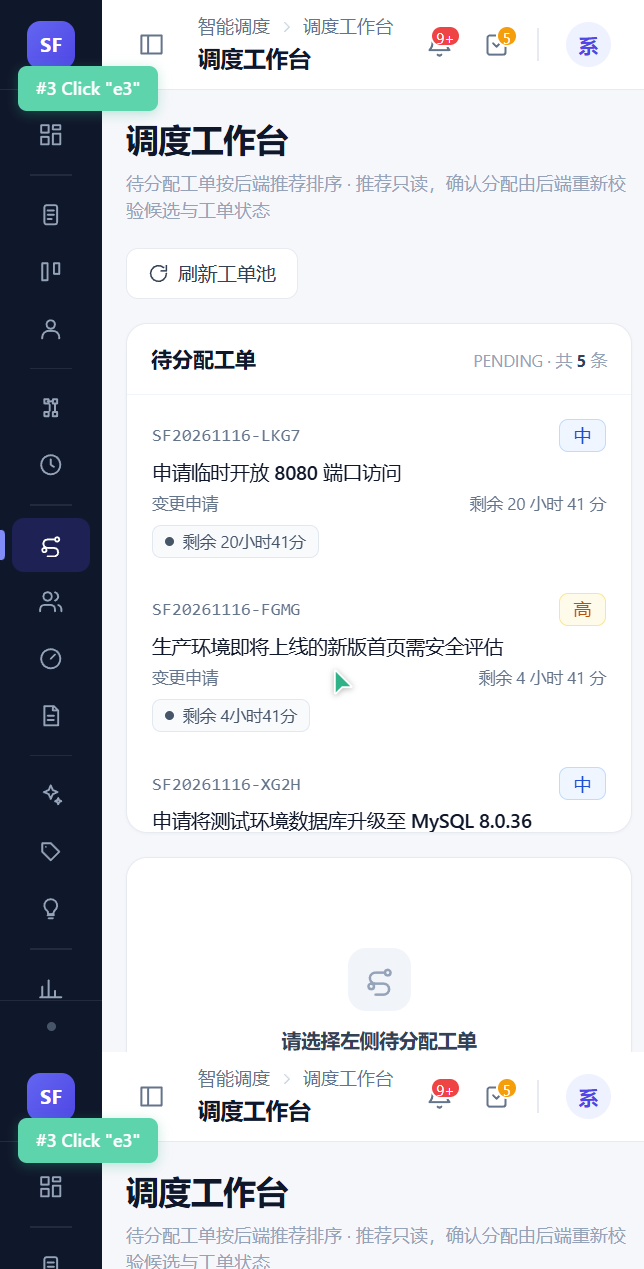 SF
智能调度 > 调度工作台
9+
5
系
调度工作台
#3 Click "e3"
调度工作台
待分配工单按后端推荐排序 · 推荐只读，确认分配由后端重新校
验候选与工单状态
刷新工单池
待分配工单
PENDING · 共 5 条
SF20261116-LKG7
中
申请临时开放 8080 端口访问
变更申请
剩余 20 小时 41 分
剩余 20小时41分
SF20261116-FGMG
高
生产环境即将上线的新版首页需安全评估
变更申请
剩余 4 小时 41 分
剩余 4小时41分
SF20261116-XG2H
中
申请将测试环境数据库升级至 MySQL 8.0.36
请选择左侧待分配工单
SF
智能调度 > 调度工作台
9+
5
系
调度工作台
#3 Click "e3"
调度工作台
待分配工单按后端推荐排序 · 推荐只读，确认分配由后端重新校
验候选与工单状态